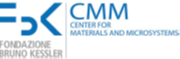 FBK
FONDAZIONE
BRUNO KESSLER
CMM
CENTER FOR
MATERIALS AND MICROSYSTEMS